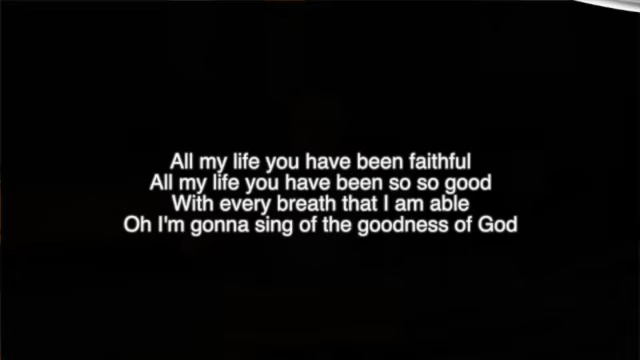 All my life you have been faithful
All my life you have been so so good
With every breath that I am able
Oh I'm gonna sing of the goodness of God